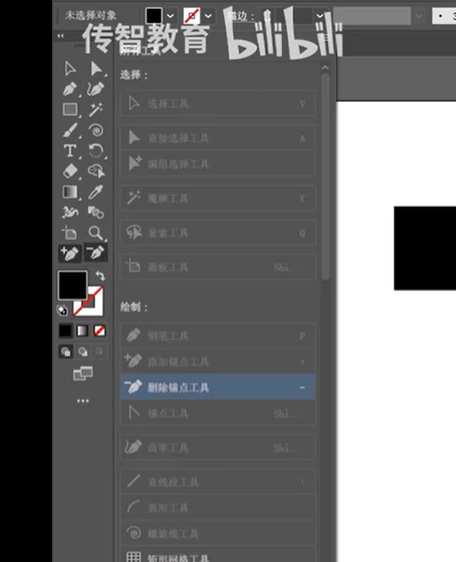 未选择对象
描边：
传智教育 bilibili
所有工具
选择：
选择工具 V
直接选择工具 A
编组选择工具
魔棒工具 Y
套索工具 Q
画板工具 Shi...
绘制：
钢笔工具 P
添加锚点工具 +
删除锚点工具 -
锚点工具 Shi...
曲率工具 Shi...
直线段工具 \
弧形工具
螺旋线工具
矩形网格工具